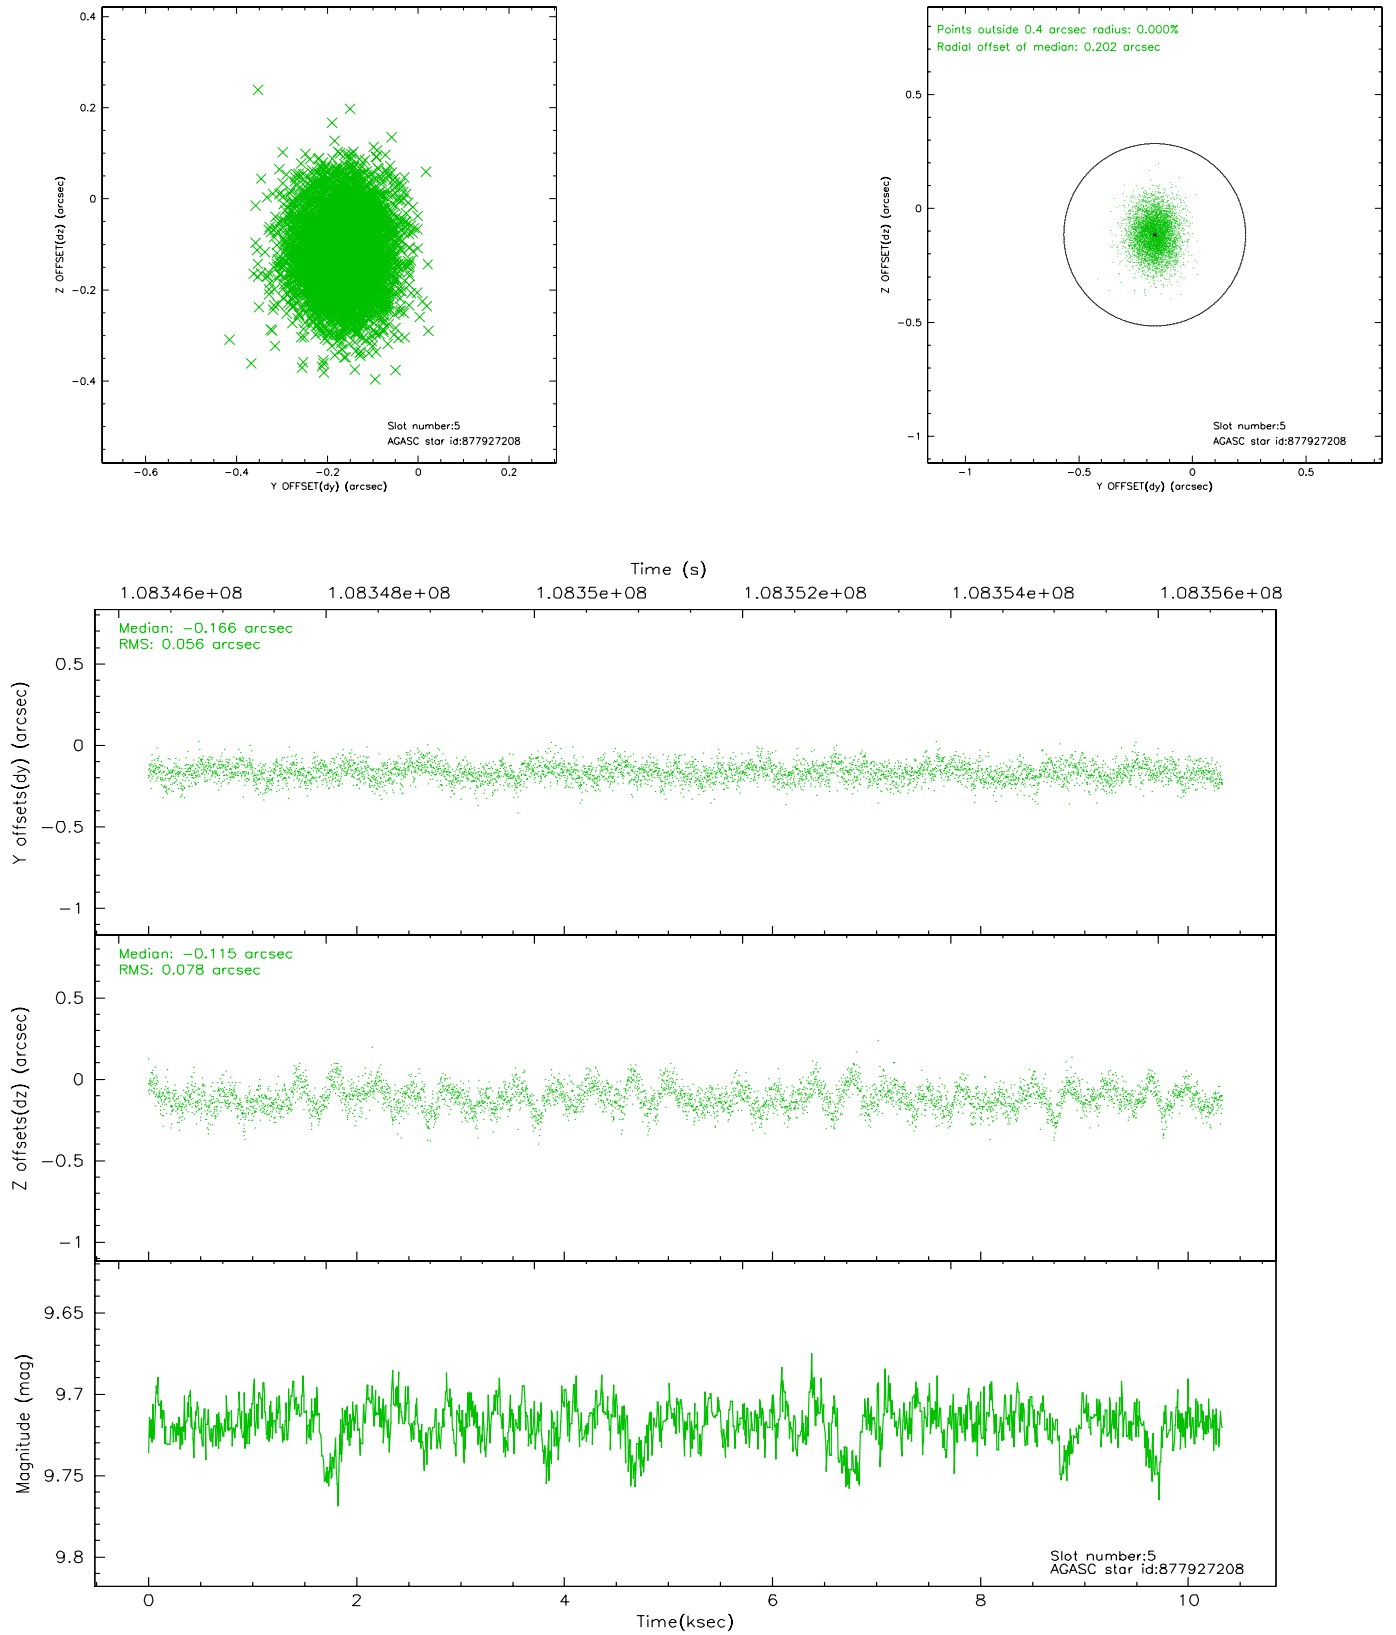 0.4
0.2
0
−0.2
−0.4
Z OFFSET(dz) (arcsec)
−0.6
−0.4
−0.2
0
0.2
Y OFFSET(dy) (arcsec)
Slot number:5
AGASC star id:877927208
Points outside 0.4 arcsec radius: 0.000%
Radial offset of median: 0.202 arcsec
0.5
0
−0.5
−1
Z OFFSET(dz) (arcsec)
−1
−0.5
0
0.5
Y OFFSET(dy) (arcsec)
Slot number:5
AGASC star id:877927208
Time (s)
1.08346e+08
1.08348e+08
1.0835e+08
1.08352e+08
1.08354e+08
1.08356e+08
Median: −0.166 arcsec
RMS: 0.056 arcsec
0.5
0
−0.5
−1
Y offsets(dy) (arcsec)
Median: −0.115 arcsec
RMS: 0.078 arcsec
0.5
0
−0.5
−1
Z offsets(dz) (arcsec)
9.65
9.7
9.75
9.8
Magnitude (mag)
Slot number:5
AGASC star id:877927208
0
2
4
6
8
10
Time(ksec)